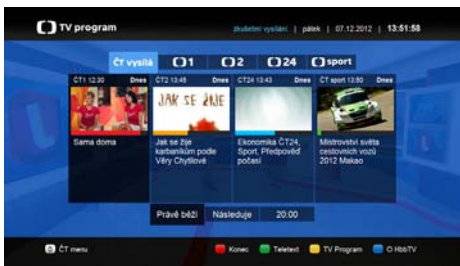 TV program
zkušební vysílání | pátek | 07.12.2012 | 13:51:58
ČT vysílá 1 2 24 sport
ČT1 12:30 Dnes ČT2 13:45 Dnes ČT24 13:43 Dnes ČT sport 13:50 Dnes
JAK SE ŽIJE
Sama doma
Jak se žije
karbaníkům podle
Věry Chytilové
Ekonomika ČT24,
Sport, Předpověď
počasí
Mistrovství světa
cestovních vozů
2012 Makao
Právě běží Následuje 20:00
ČT menu Konec Teletext TV Program O HbbTV